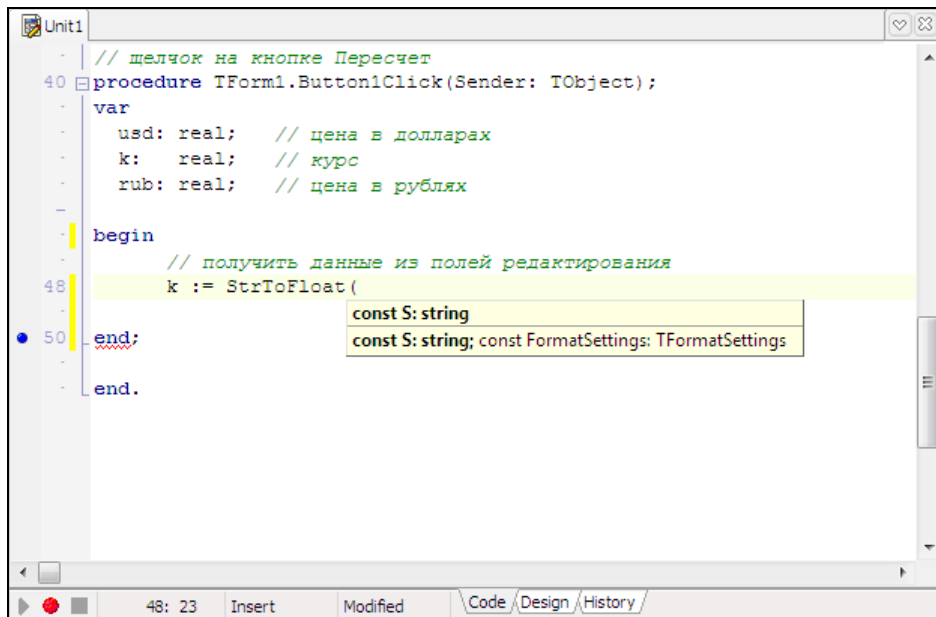 Unit1
// щелчок на кнопке Пересчет
40 procedure TForm1.Button1Click(Sender: TObject);
var
usd: real; // цена в долларах
k: real; // курс
rub: real; // цена в рублях
begin
// получить данные из полей редактирования
48 k := StrToFloat(
const S: string
50 end;
const S: string; const FormatSettings: TFormatSettings
end.
48: 23 Insert Modified Code Design History